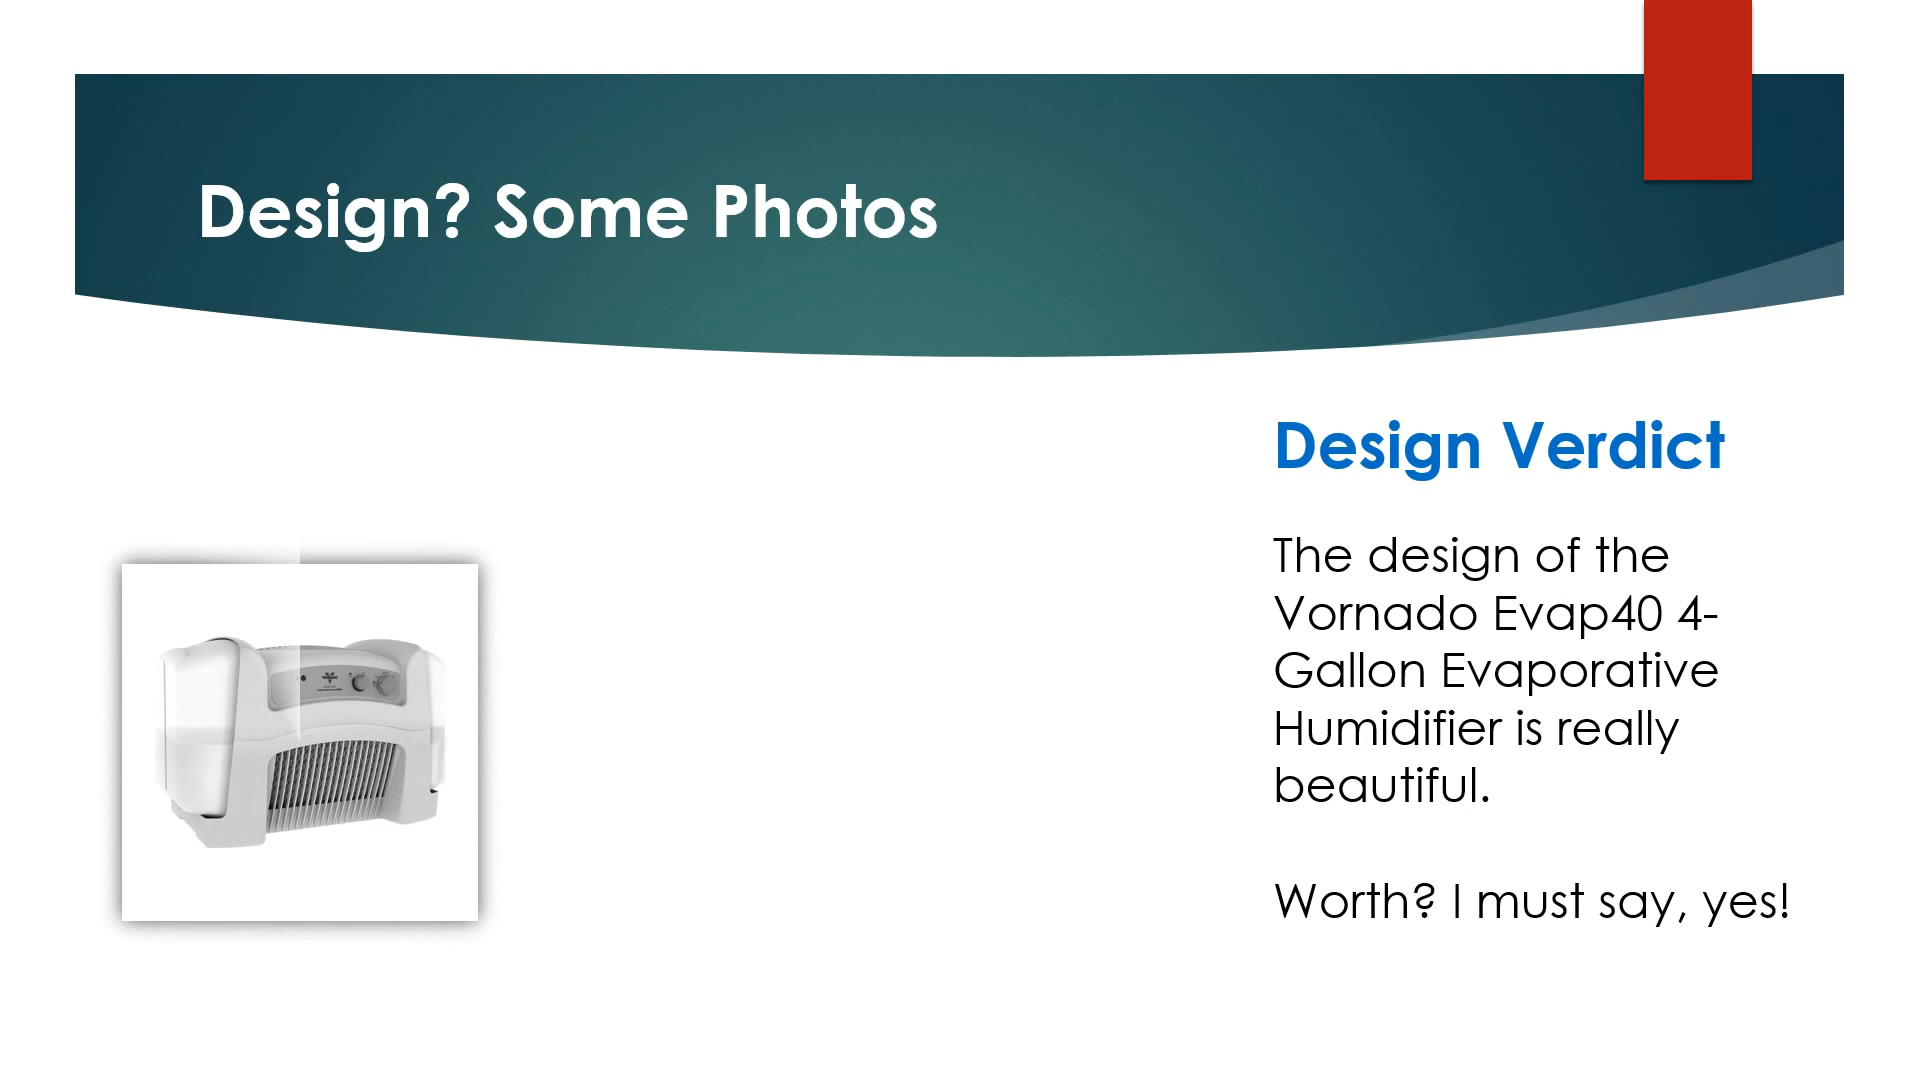 Design? Some Photos
Design Verdict
The design of the
Vornado Evap40 4-
Gallon Evaporative
Humidifier is really
beautiful.
Worth? I must say, yes!
VORNADO